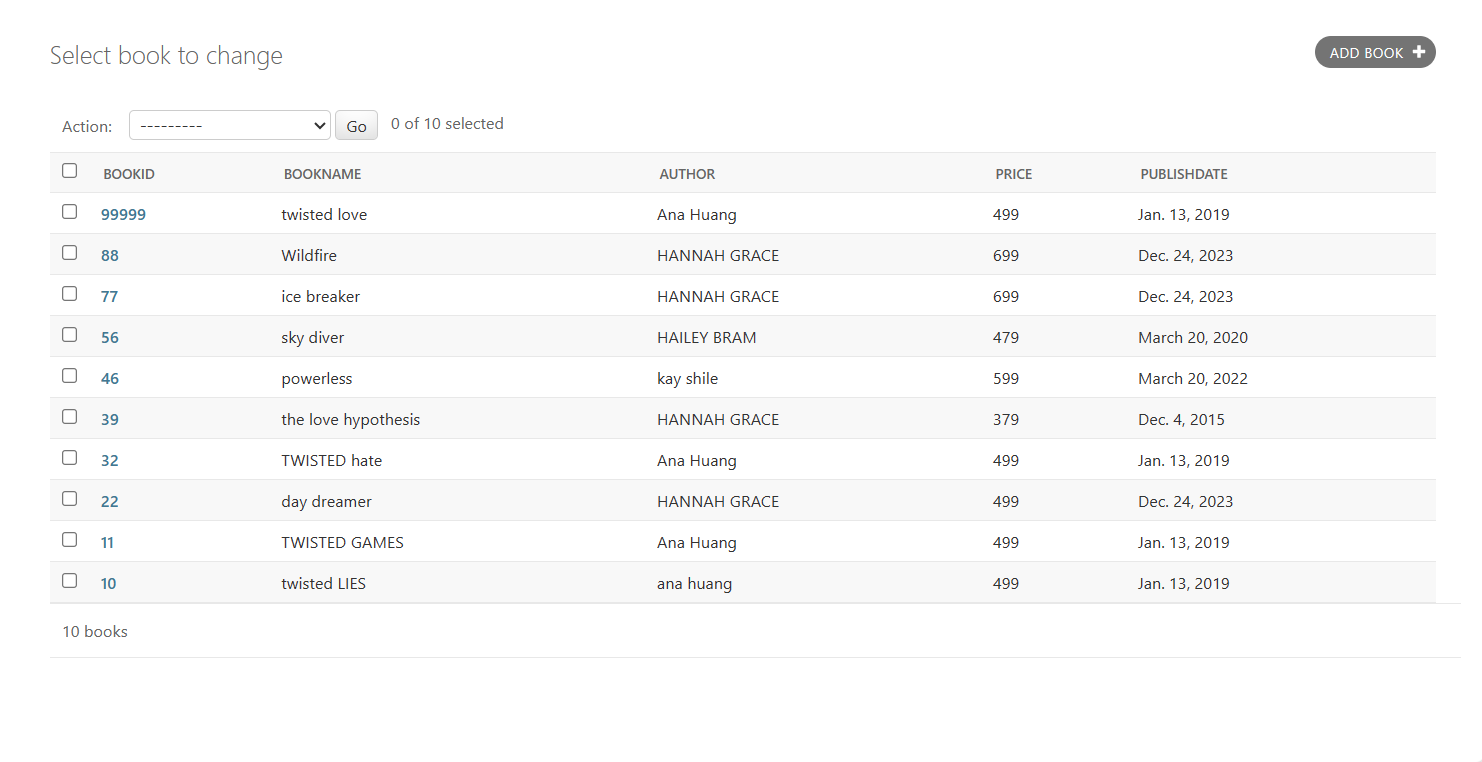 Select book to change
ADD BOOK +
Action: --------- Go 0 of 10 selected
BOOKID BOOKNAME AUTHOR PRICE PUBLISHDATE
99999 twisted love Ana Huang 499 Jan. 13, 2019
88 Wildfire HANNAH GRACE 699 Dec. 24, 2023
77 ice breaker HANNAH GRACE 699 Dec. 24, 2023
56 sky diver HAILEY BRAM 479 March 20, 2020
46 powerless kay shile 599 March 20, 2022
39 the love hypothesis HANNAH GRACE 379 Dec. 4, 2015
32 TWISTED hate Ana Huang 499 Jan. 13, 2019
22 day dreamer HANNAH GRACE 499 Dec. 24, 2023
11 TWISTED GAMES Ana Huang 499 Jan. 13, 2019
10 twisted LIES ana huang 499 Jan. 13, 2019
10 books